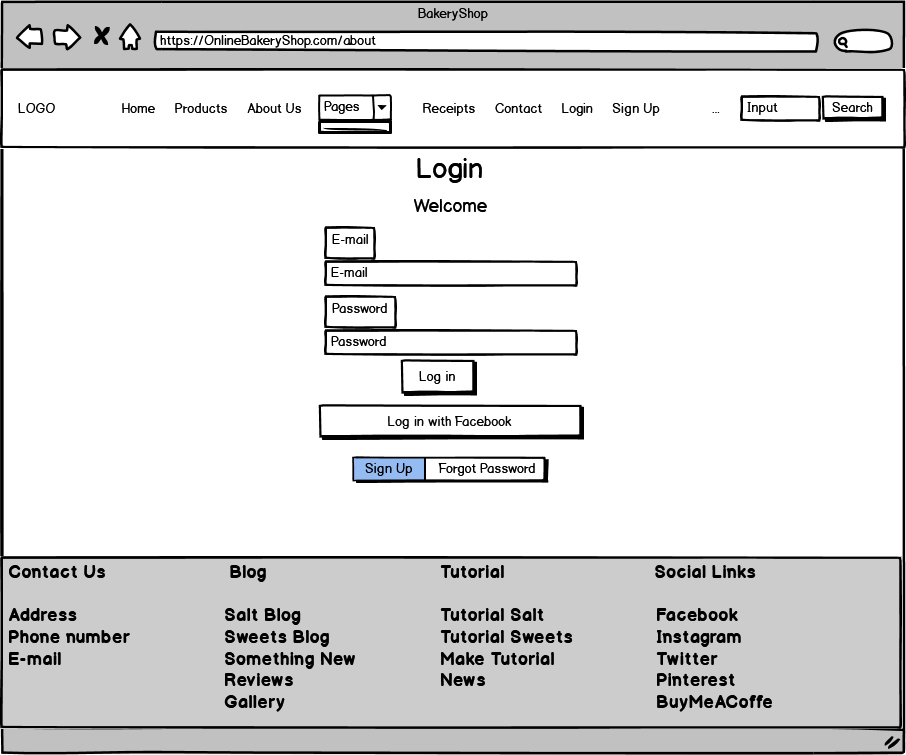 BakeryShop
https://OnlineBakeryShop.com/about
LOGO Home Products About Us Pages Receipts Contact Login Sign Up ... Input Search
Login
Welcome
E-mail
E-mail
Password
Password
Log in
Log in with Facebook
Sign Up Forgot Password
Contact Us Blog Tutorial Social Links
Address Salt Blog Tutorial Salt Facebook
Phone number Sweets Blog Tutorial Sweets Instagram
E-mail Something New Make Tutorial Twitter
Reviews News Pinterest
Gallery BuyMeACoffe